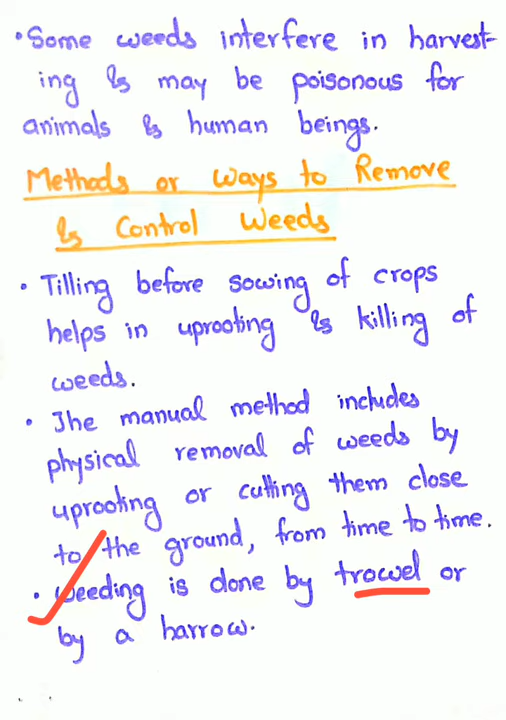 • Some weeds interfere in harvest-
ing & may be poisonous for
animals & human beings.
Methods or Ways to Remove
& Control Weeds
• Tilling before sowing of crops
helps in uprooting & killing of
weeds.
• The manual method includes
physical removal of weeds by
uprooting or cutting them close
to the ground, from time to time.
• Weeding is done by trowel or
by a harrow.